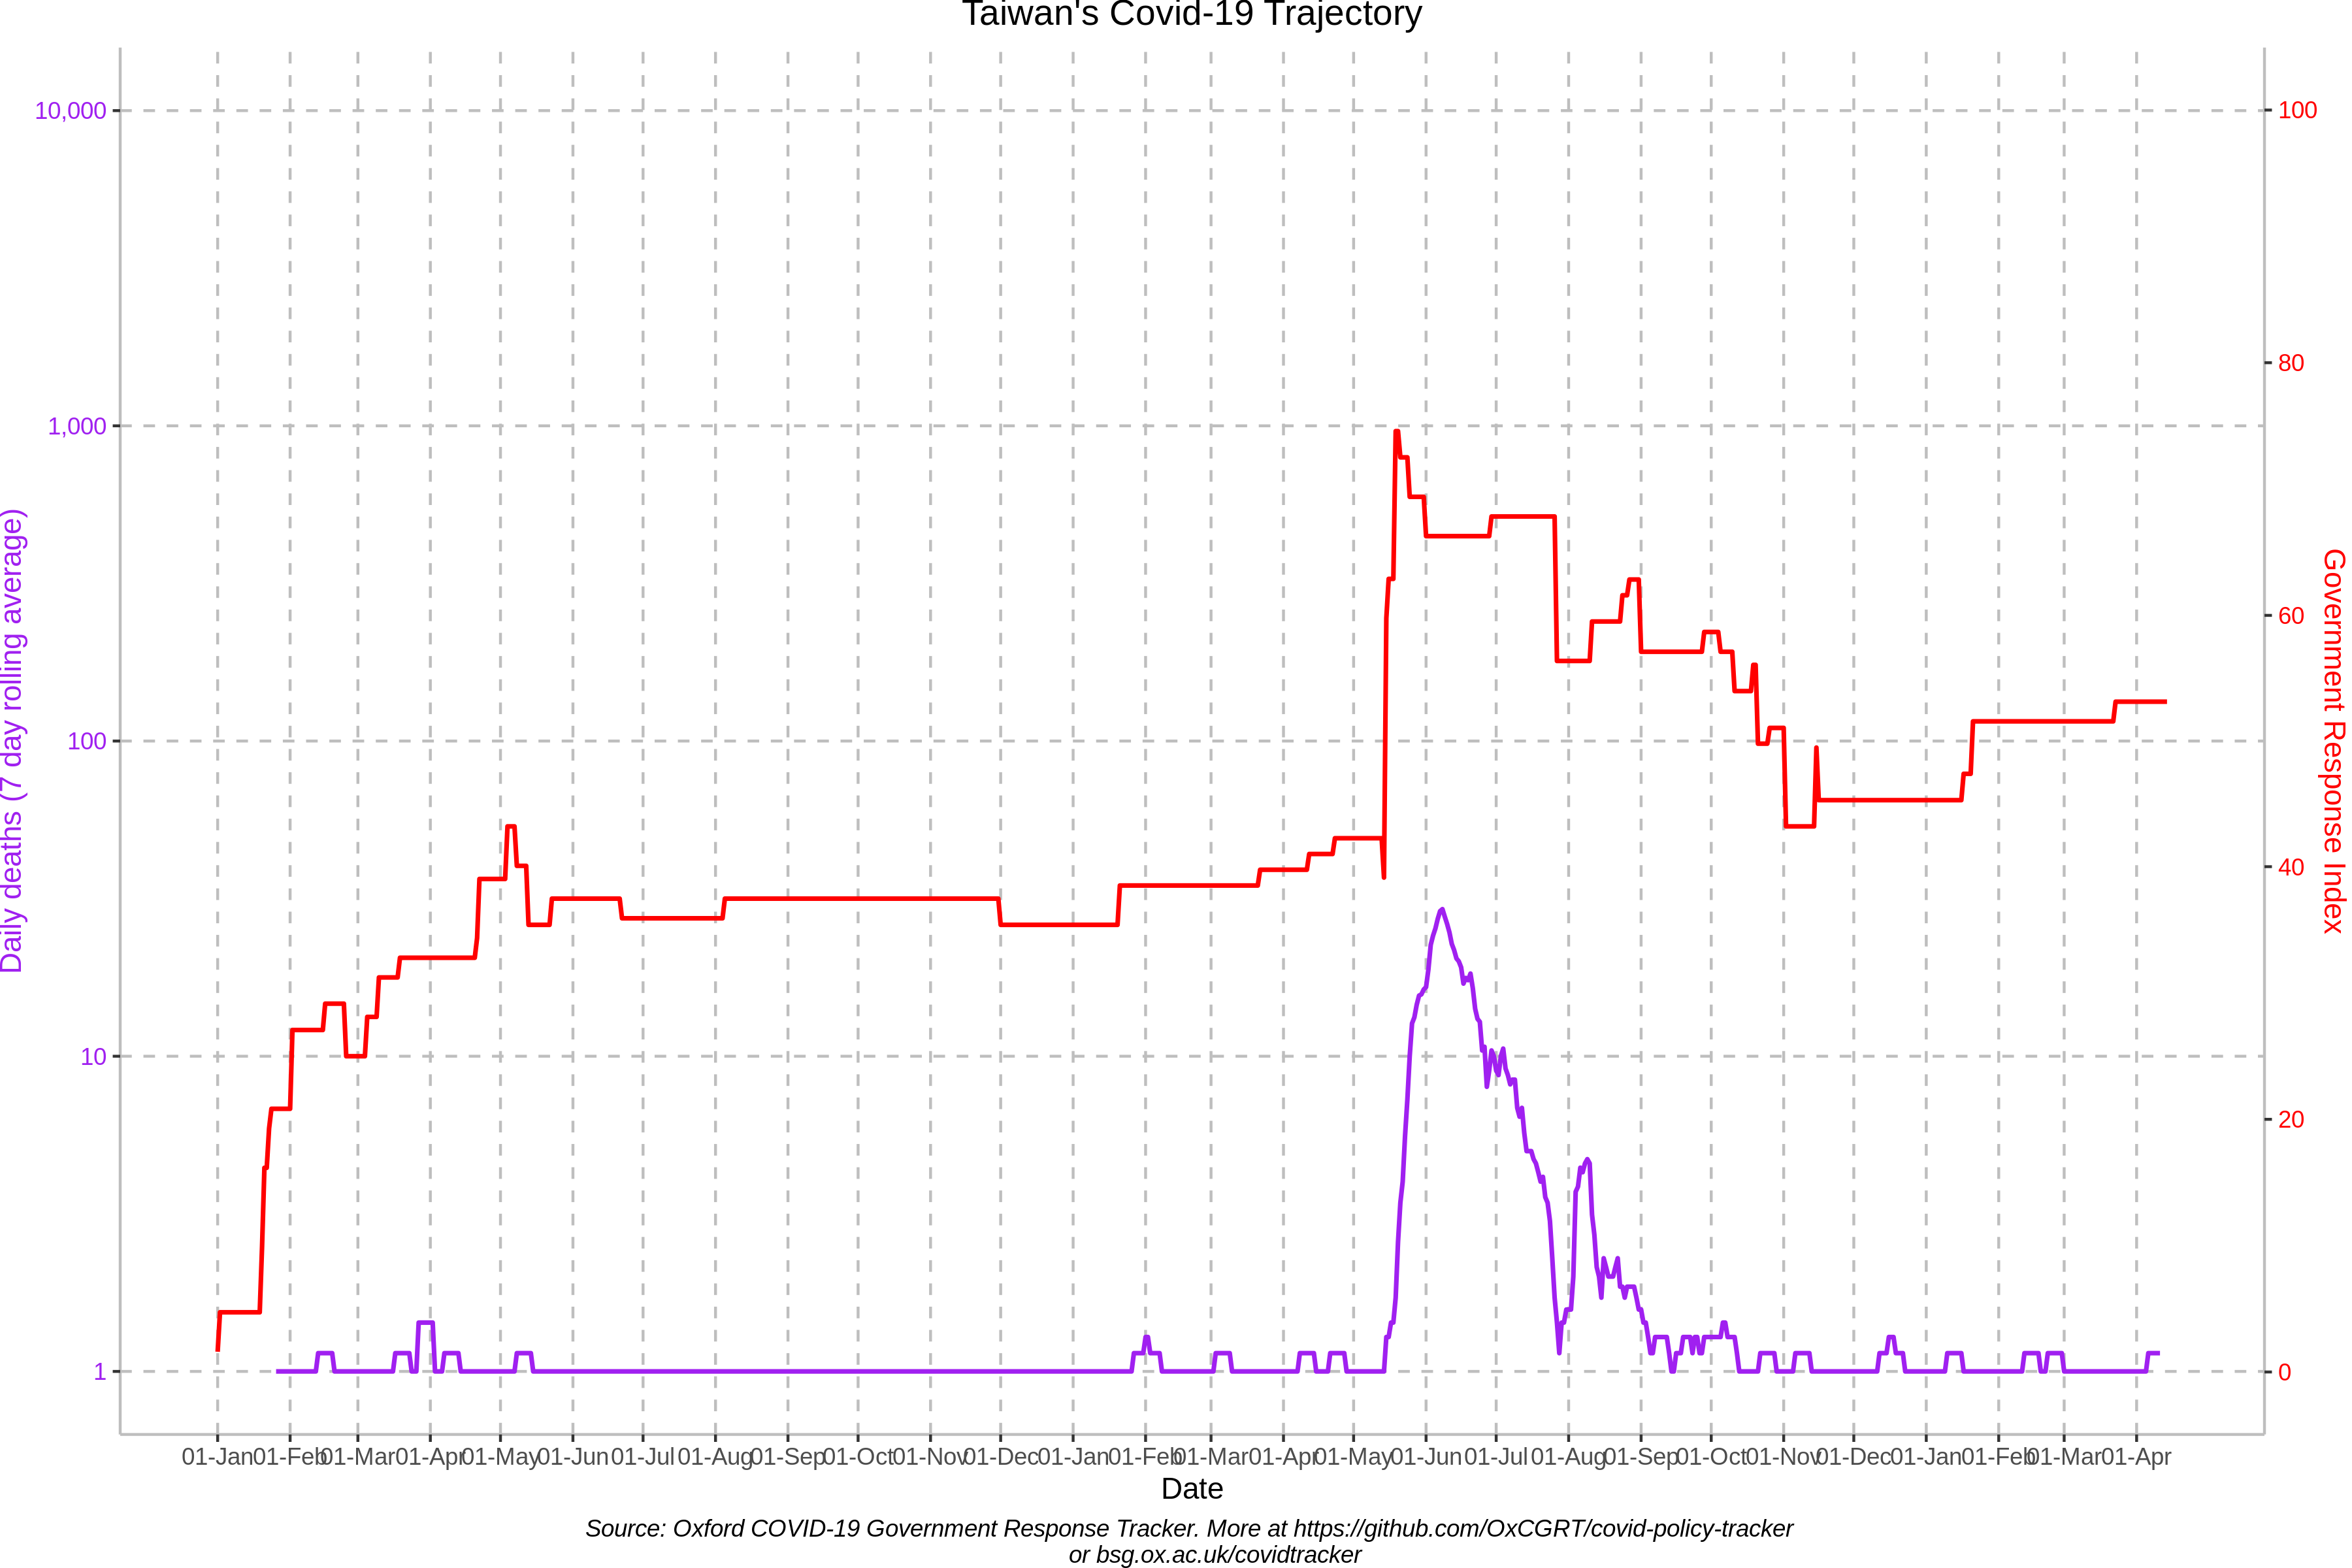 Taiwan's Covid-19 Trajectory
10,000
1,000
100
10
1
Daily deaths (7 day rolling average)
100
80
60
40
20
0
Government Response Index
01-Jan 01-Feb 01-Mar 01-Apr 01-May 01-Jun 01-Jul 01-Aug 01-Sep 01-Oct 01-Nov 01-Dec 01-Jan 01-Feb 01-Mar 01-Apr 01-May 01-Jun 01-Jul 01-Aug 01-Sep 01-Oct 01-Nov 01-Dec 01-Jan 01-Feb 01-Mar 01-Apr
Date
Source: Oxford COVID-19 Government Response Tracker. More at https://github.com/OxCGRT/covid-policy-tracker
or bsg.ox.ac.uk/covidtracker